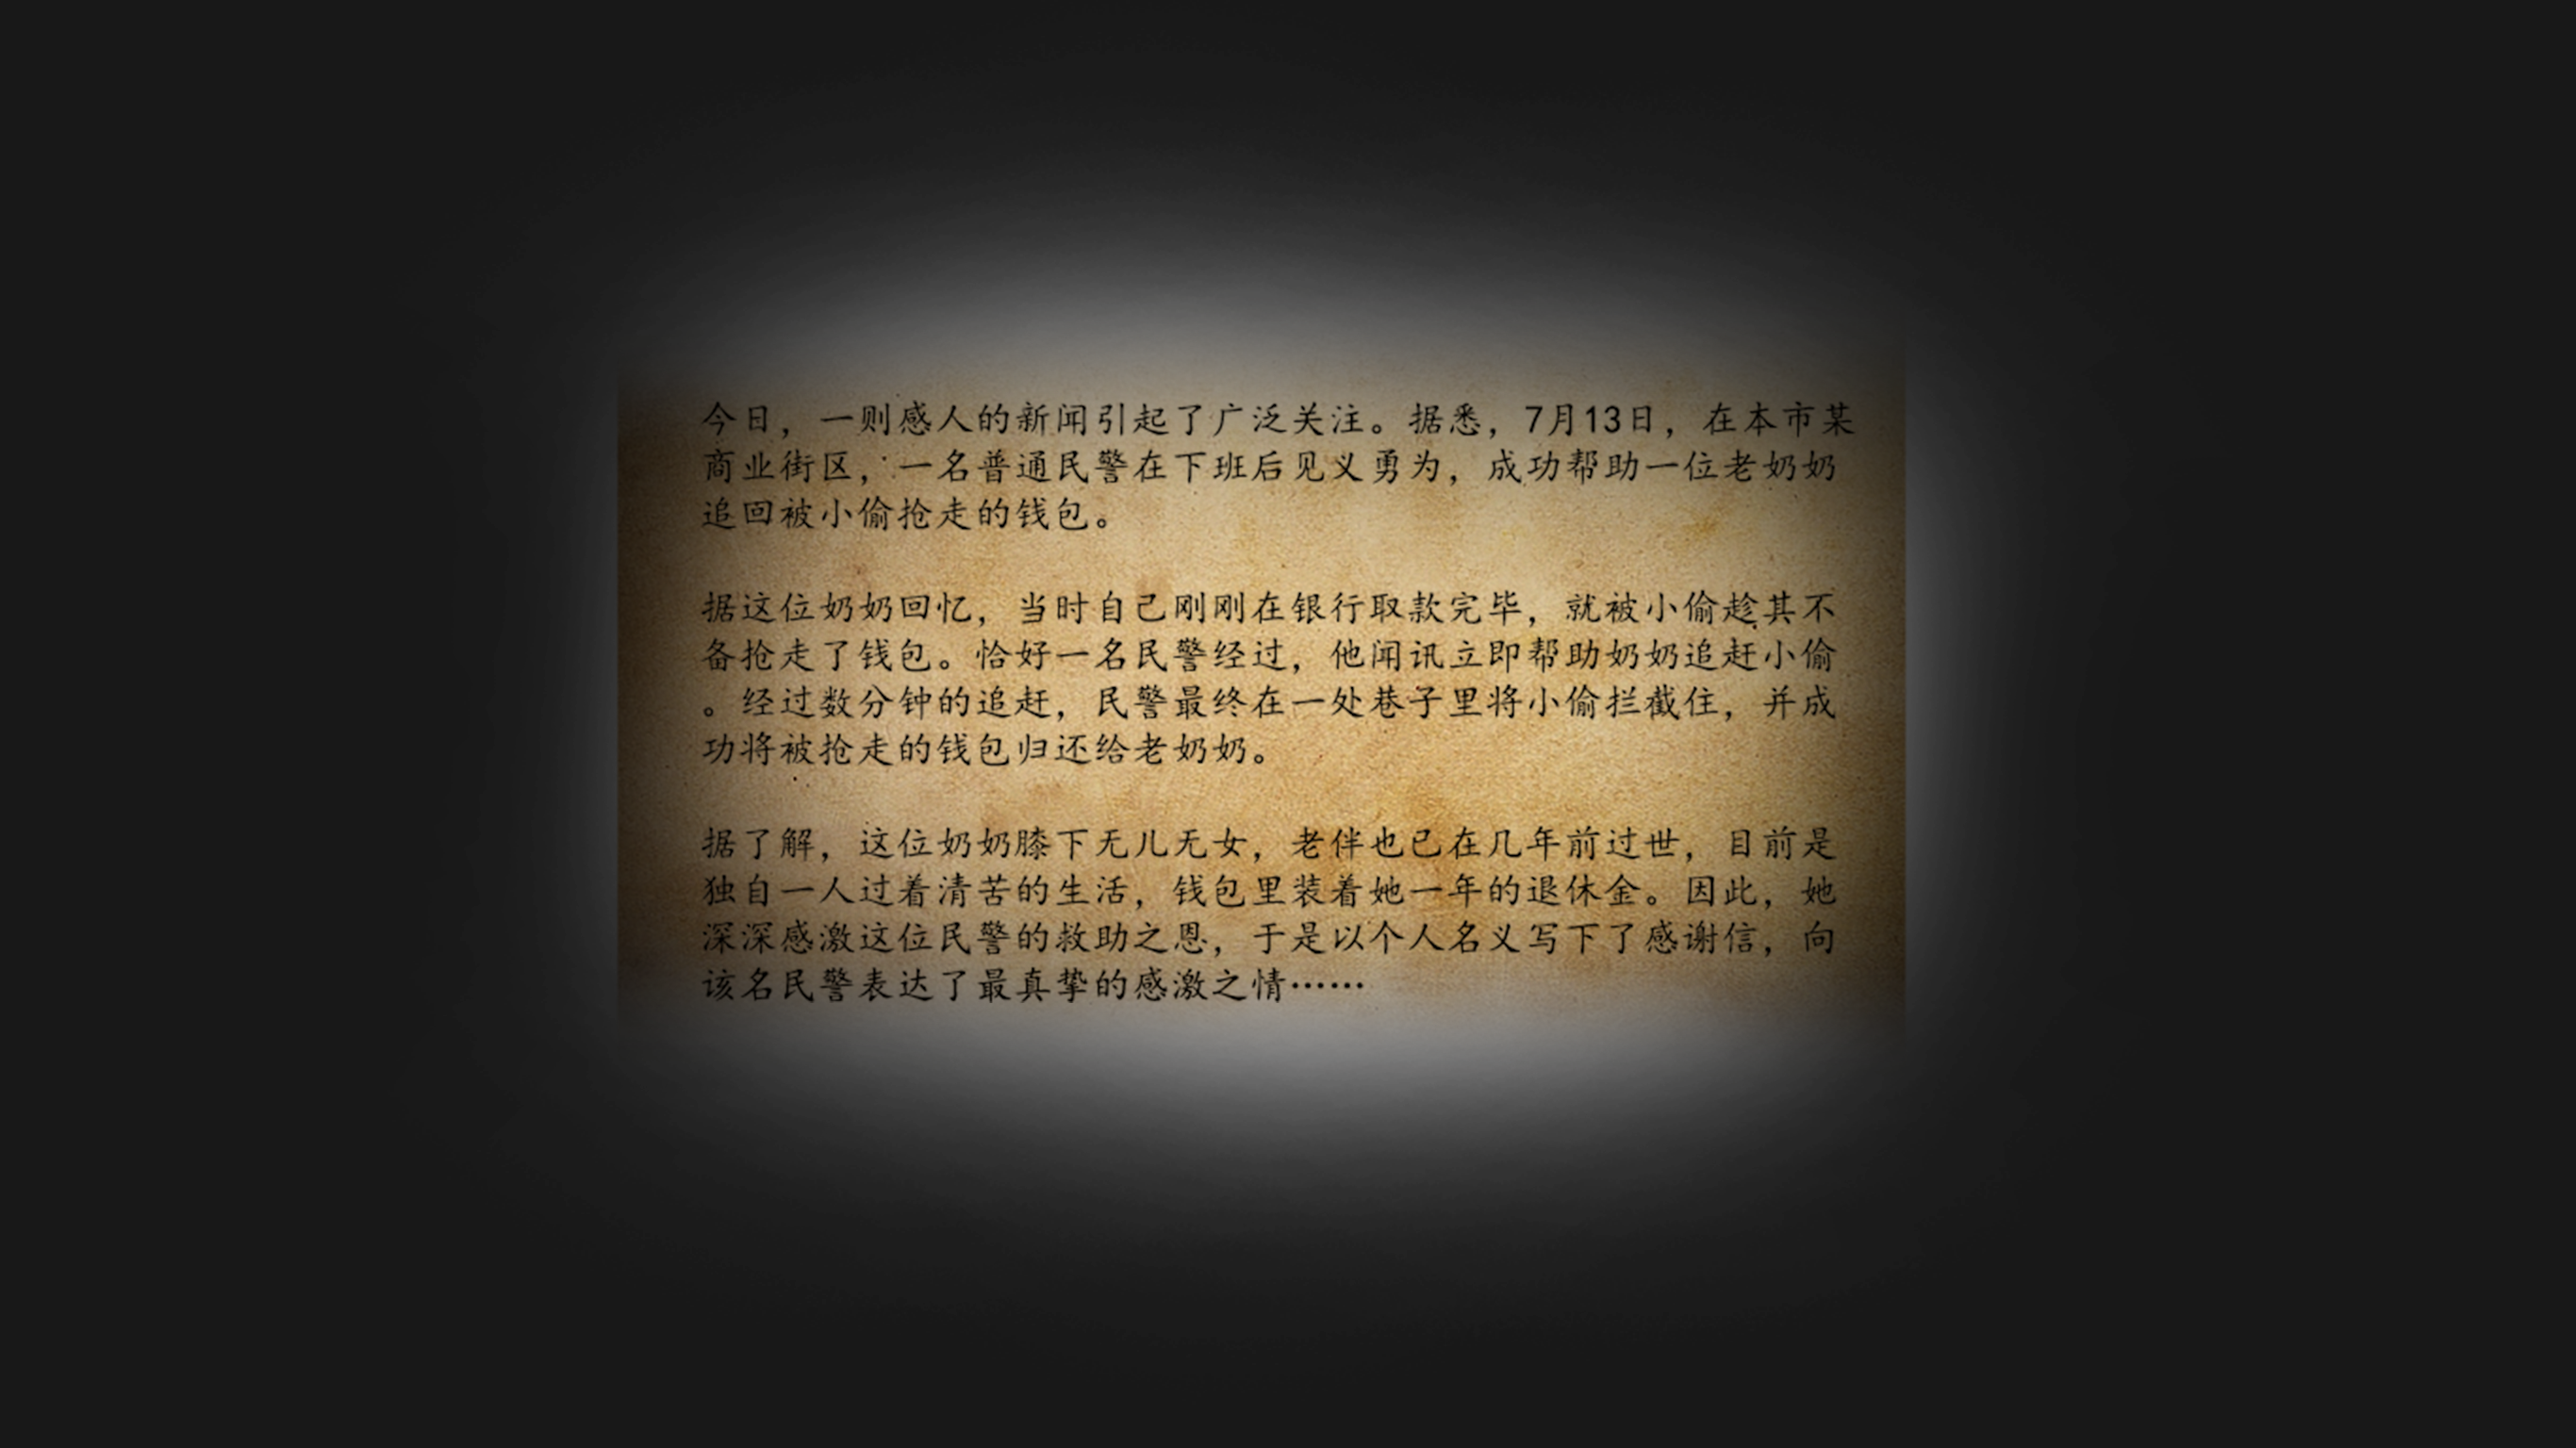 今日，一则感人的新闻引起了广泛关注。据悉，7月13日，在本市某
商业街区，一名普通民警在下班后见义勇为，成功帮助一位老奶奶
追回被小偷抢走的钱包。
据这位奶奶回忆，当时自己刚刚在银行取款完毕，就被小偷趁其不
备抢走了钱包。恰好一名民警经过，他闻讯立即帮助奶奶追赶小偷
。经过数分钟的追赶，民警最终在一处巷子里将小偷拦截住，并成
功将被抢走的钱包归还给老奶奶。
据了解，这位奶奶膝下无儿无女，老伴也已在几年前过世，目前是
独自一人过着清苦的生活，钱包里装着她一年的退休金。因此，她
深深感激这位民警的救助之恩，于是以个人名义写下了感谢信，向
该名民警表达了最真挚的感激之情……